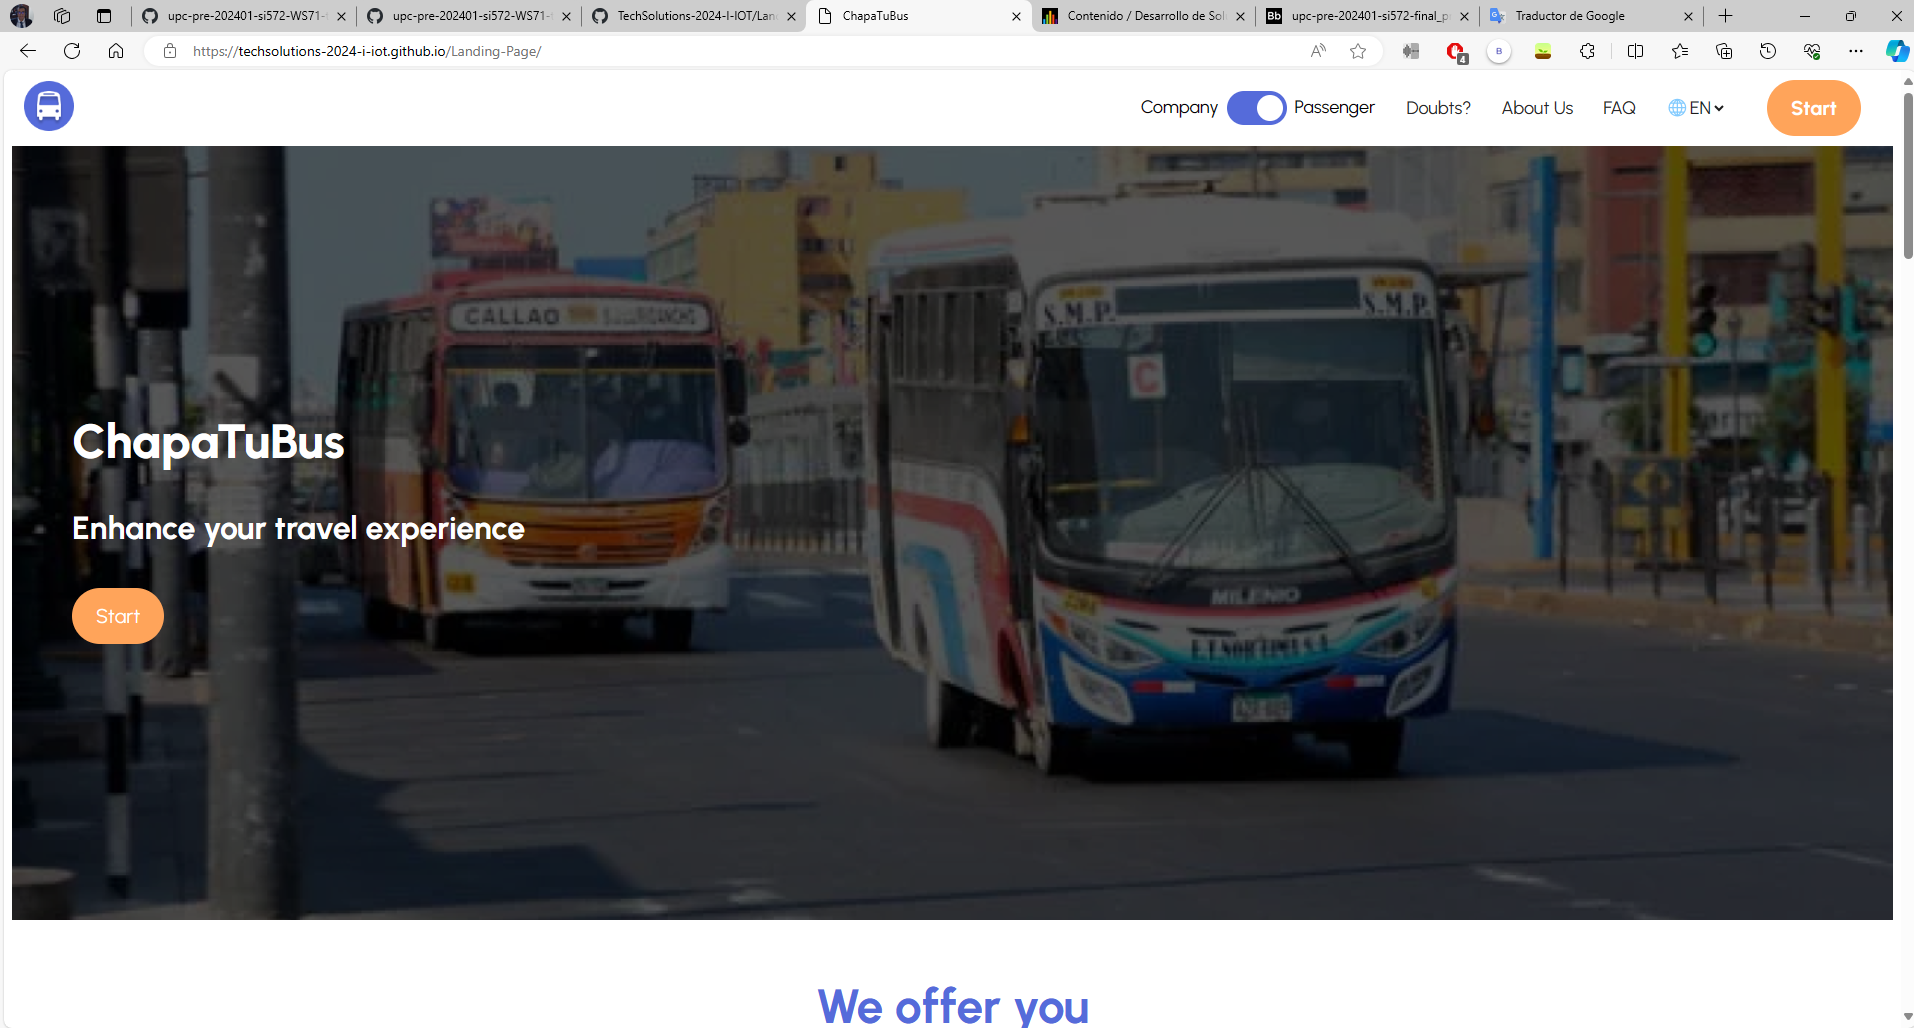 upc-pre-202401-si572-WS71-
upc-pre-202401-si572-WS71-
TechSolutions-2024-I-IOT/Lan
ChapaTuBus
Contenido / Desarrollo de Sol
Bb upc-pre-202401-si572-final_p
Traductor de Google
https://techsolutions-2024-i-iot.github.io/Landing-Page/
4
B
Company Passenger Doubts? About Us FAQ EN Start
CALLAO
S.M.P. S.M.P.
C
ChapaTuBus
Enhance your travel experience
MILENIO
Start
We offer you